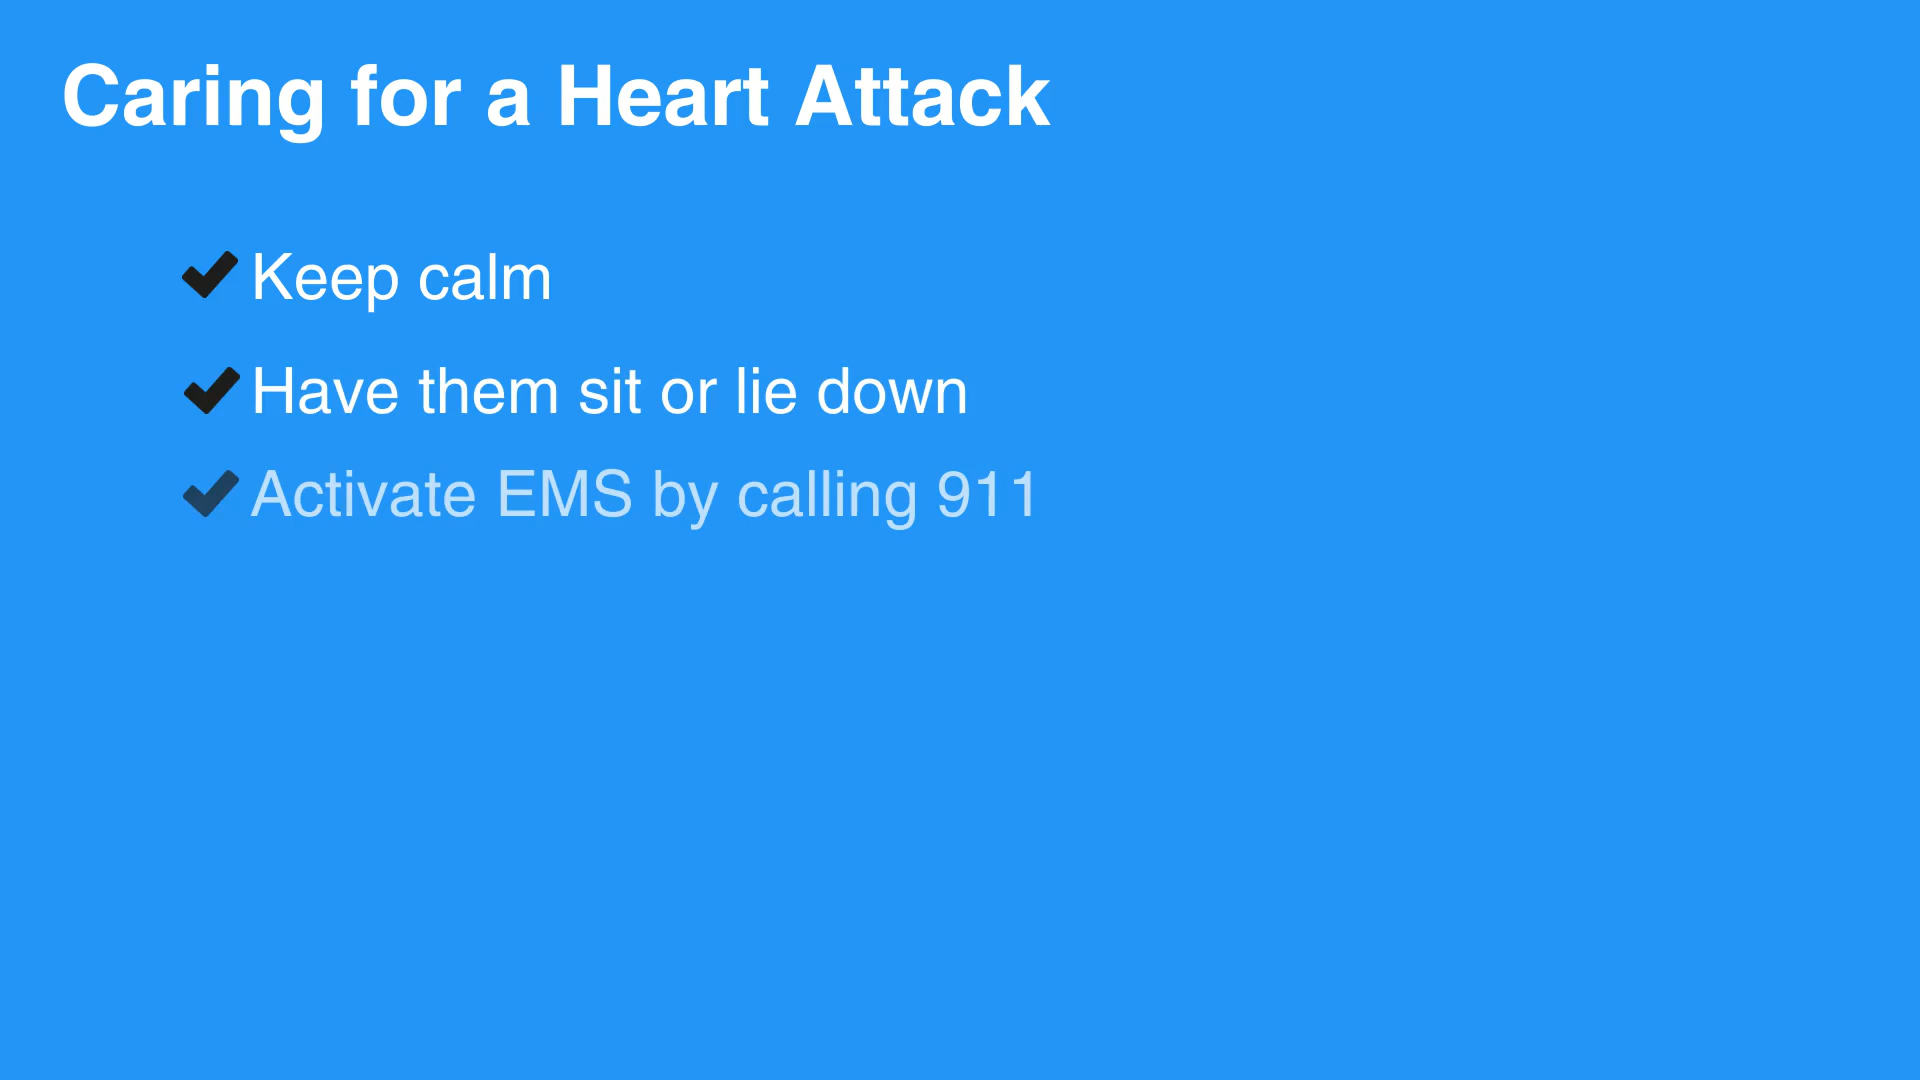 Caring for a Heart Attack
Keep calm
Have them sit or lie down
Activate EMS by calling 911